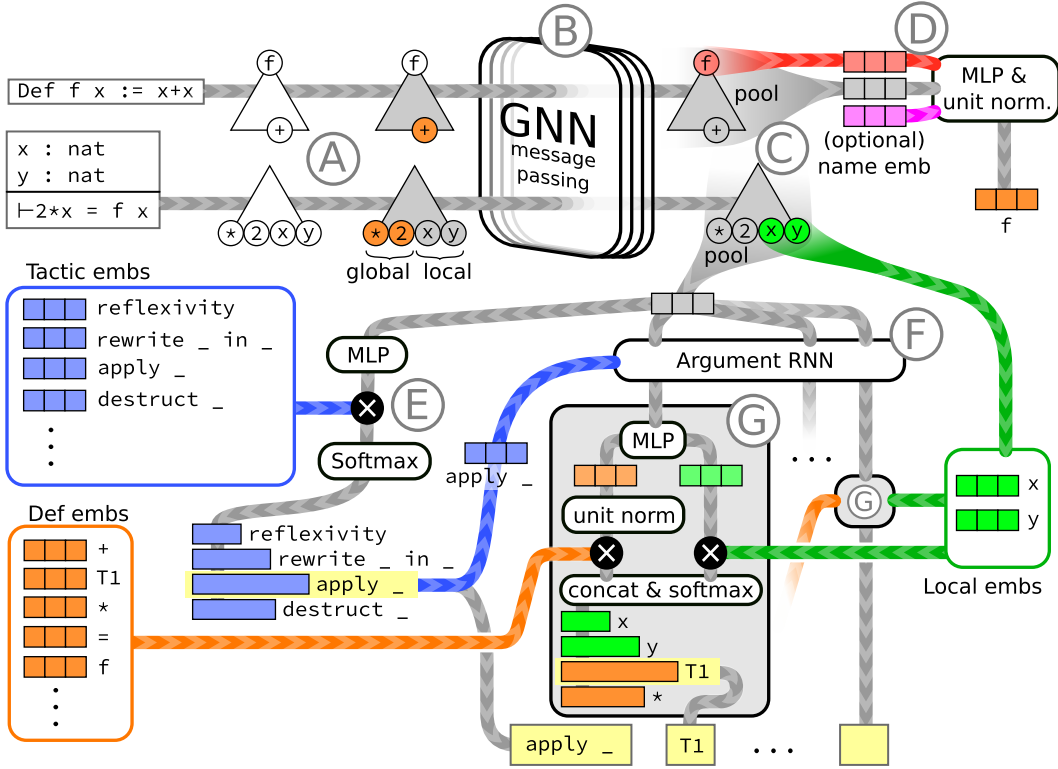 B
D
f
f
f
MLP &
unit norm.
Def f x := x+x
pool
+
+
+
GNN
message
passing
(optional)
name emb
x : nat
y : nat
⊢2*x = f x
A
C
f
* 2 x y
* 2 x y
* 2 x y
pool
global
local
Tactic embs
reflexivity
rewrite _ in _
apply _
destruct _
MLP
E
Softmax
F
Argument RNN
G
MLP
apply _
unit norm
concat & softmax
x
y
T1
*
...
G
x
y
Local embs
Def embs
+
T1
*
=
f
reflexivity
rewrite _ in _
apply _
destruct _
apply _
T1
...